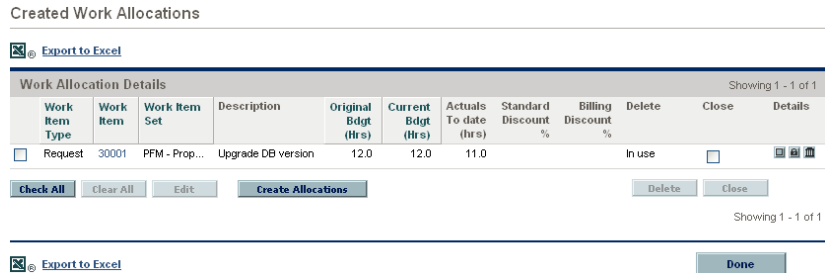 Created Work Allocations
® Export to Excel
Work Allocation Details Showing 1 - 1 of 1
Work Item Type Work Item Work Item Set Description Original Bdgt (Hrs) Current Bdgt (Hrs) Actuals To date (hrs) Standard Discount % Billing Discount % Delete Close Details
Request 30001 PFM - Prop... Upgrade DB version 12.0 12.0 11.0 In use
Check All Clear All Edit Create Allocations Delete Close
Showing 1 - 1 of 1
® Export to Excel Done